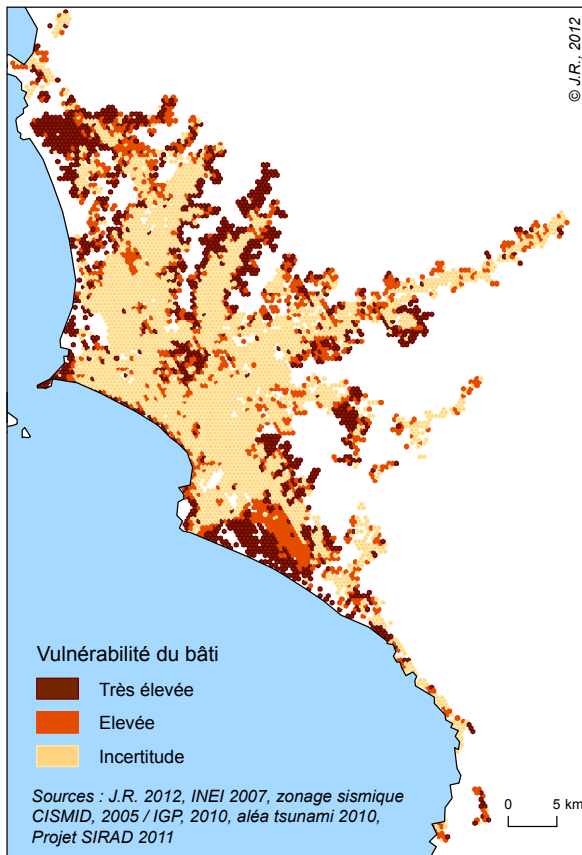 © J.R., 2012
Vulnérabilité du bâti
Très élevée
Elevée
Incertitude
Sources : J.R. 2012, INEI 2007, zonage sismique
CISMID, 2005 / IGP, 2010, aléa tsunami 2010,
Projet SIRAD 2011
0 5 km